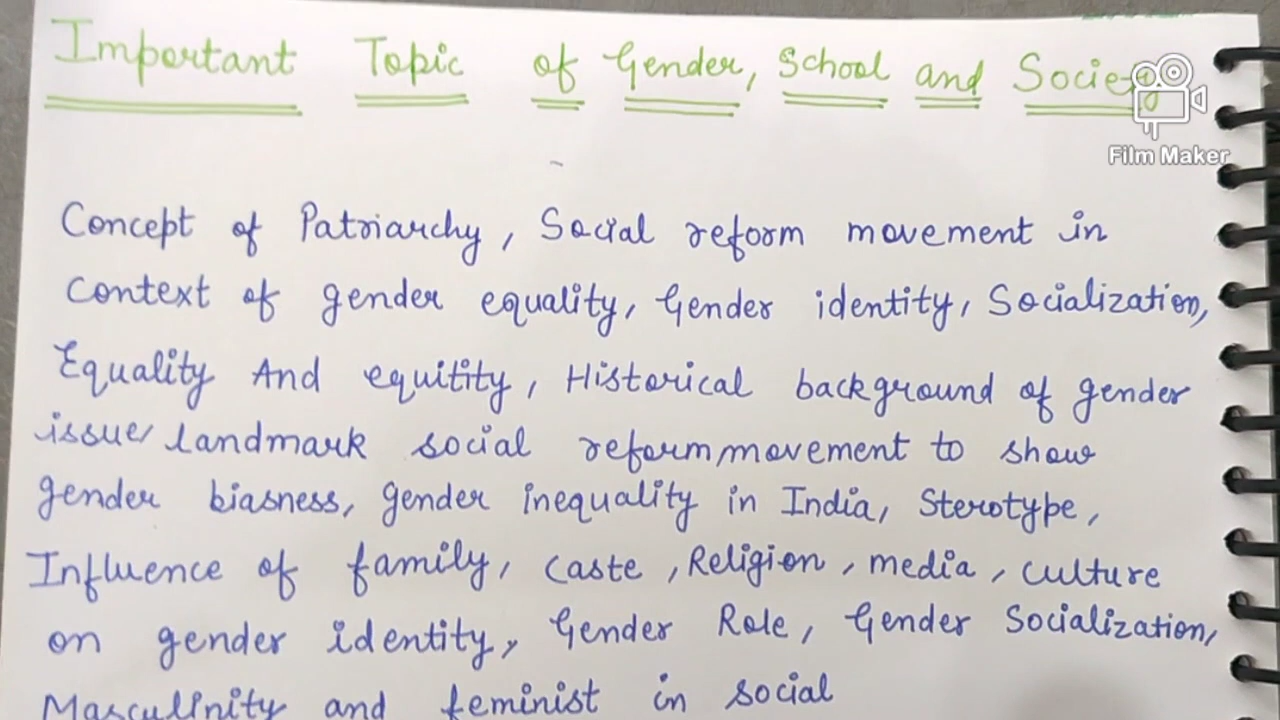 Important Topic of Gender, School and Society
Film Maker
Concept of Patriarchy, Social reform movement in
Context of gender equality, Gender identity, Socialization,
Equality And equitity, Historical background of gender
issue, landmark social reform movement to show
gender biasness, gender inequality in India, Sterotype,
Influence of family, caste, Religion, media, culture
on gender identity, Gender Role, Gender Socialization,
Masculinity and feminist in social